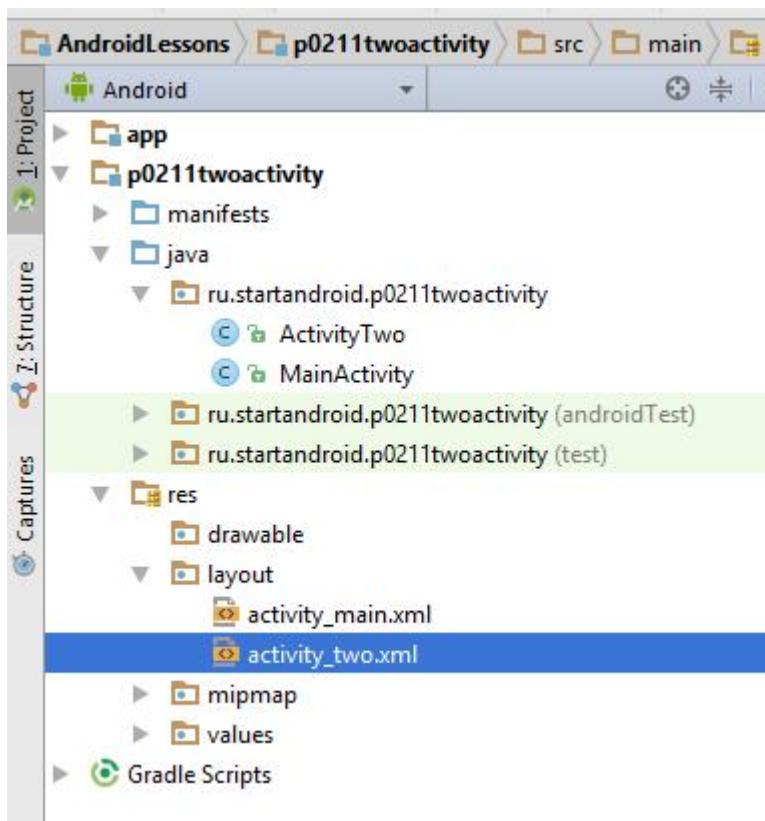 AndroidLessons p0211twoactivity src main
Android
1: Project
7: Structure
Captures
app
p0211twoactivity
manifests
java
ru.startandroid.p0211twoactivity
ActivityTwo
MainActivity
ru.startandroid.p0211twoactivity (androidTest)
ru.startandroid.p0211twoactivity (test)
res
drawable
layout
activity_main.xml
activity_two.xml
mipmap
values
Gradle Scripts